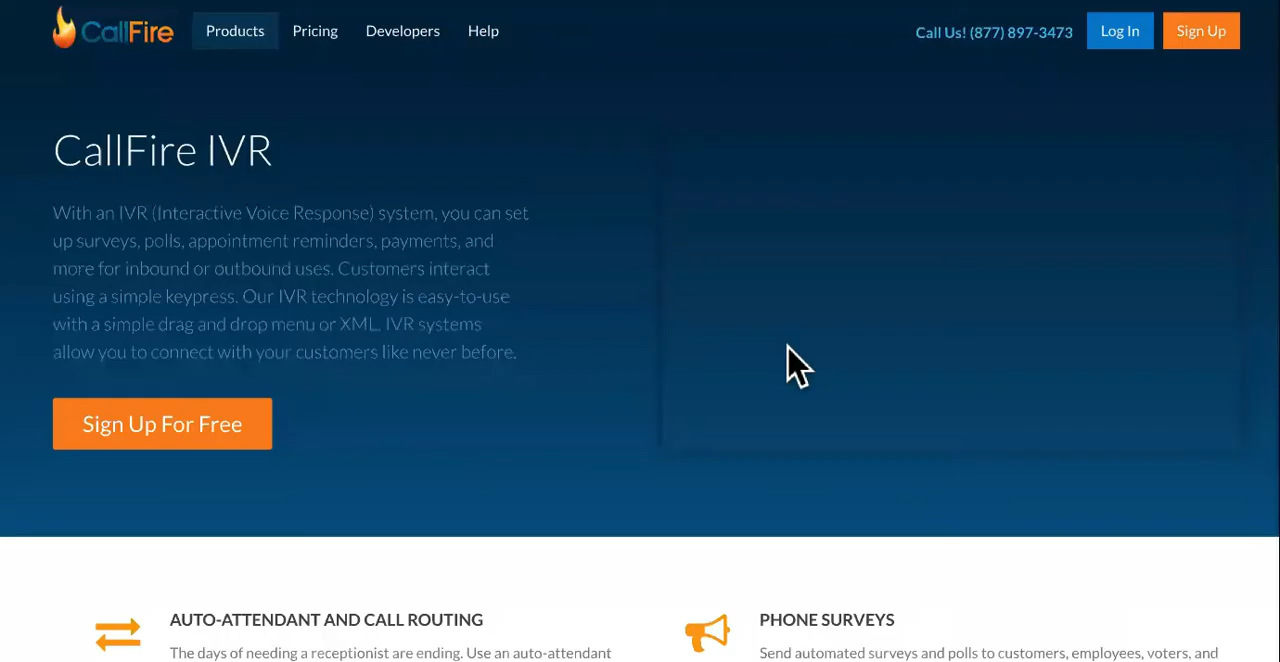 CallFire Products Pricing Developers Help Call Us! (877) 897-3473 Log In Sign Up
CallFire IVR
With an IVR (Interactive Voice Response) system, you can set
up surveys, polls, appointment reminders, payments, and
more for inbound or outbound uses. Customers interact
using a simple keypress. Our IVR technology is easy-to-use
with a simple drag and drop menu or XML. IVR systems
allow you to connect with your customers like never before.
Sign Up For Free
AUTO-ATTENDANT AND CALL ROUTING
The days of needing a receptionist are ending. Use an auto-attendant
PHONE SURVEYS
Send automated surveys and polls to customers, employees, voters, and